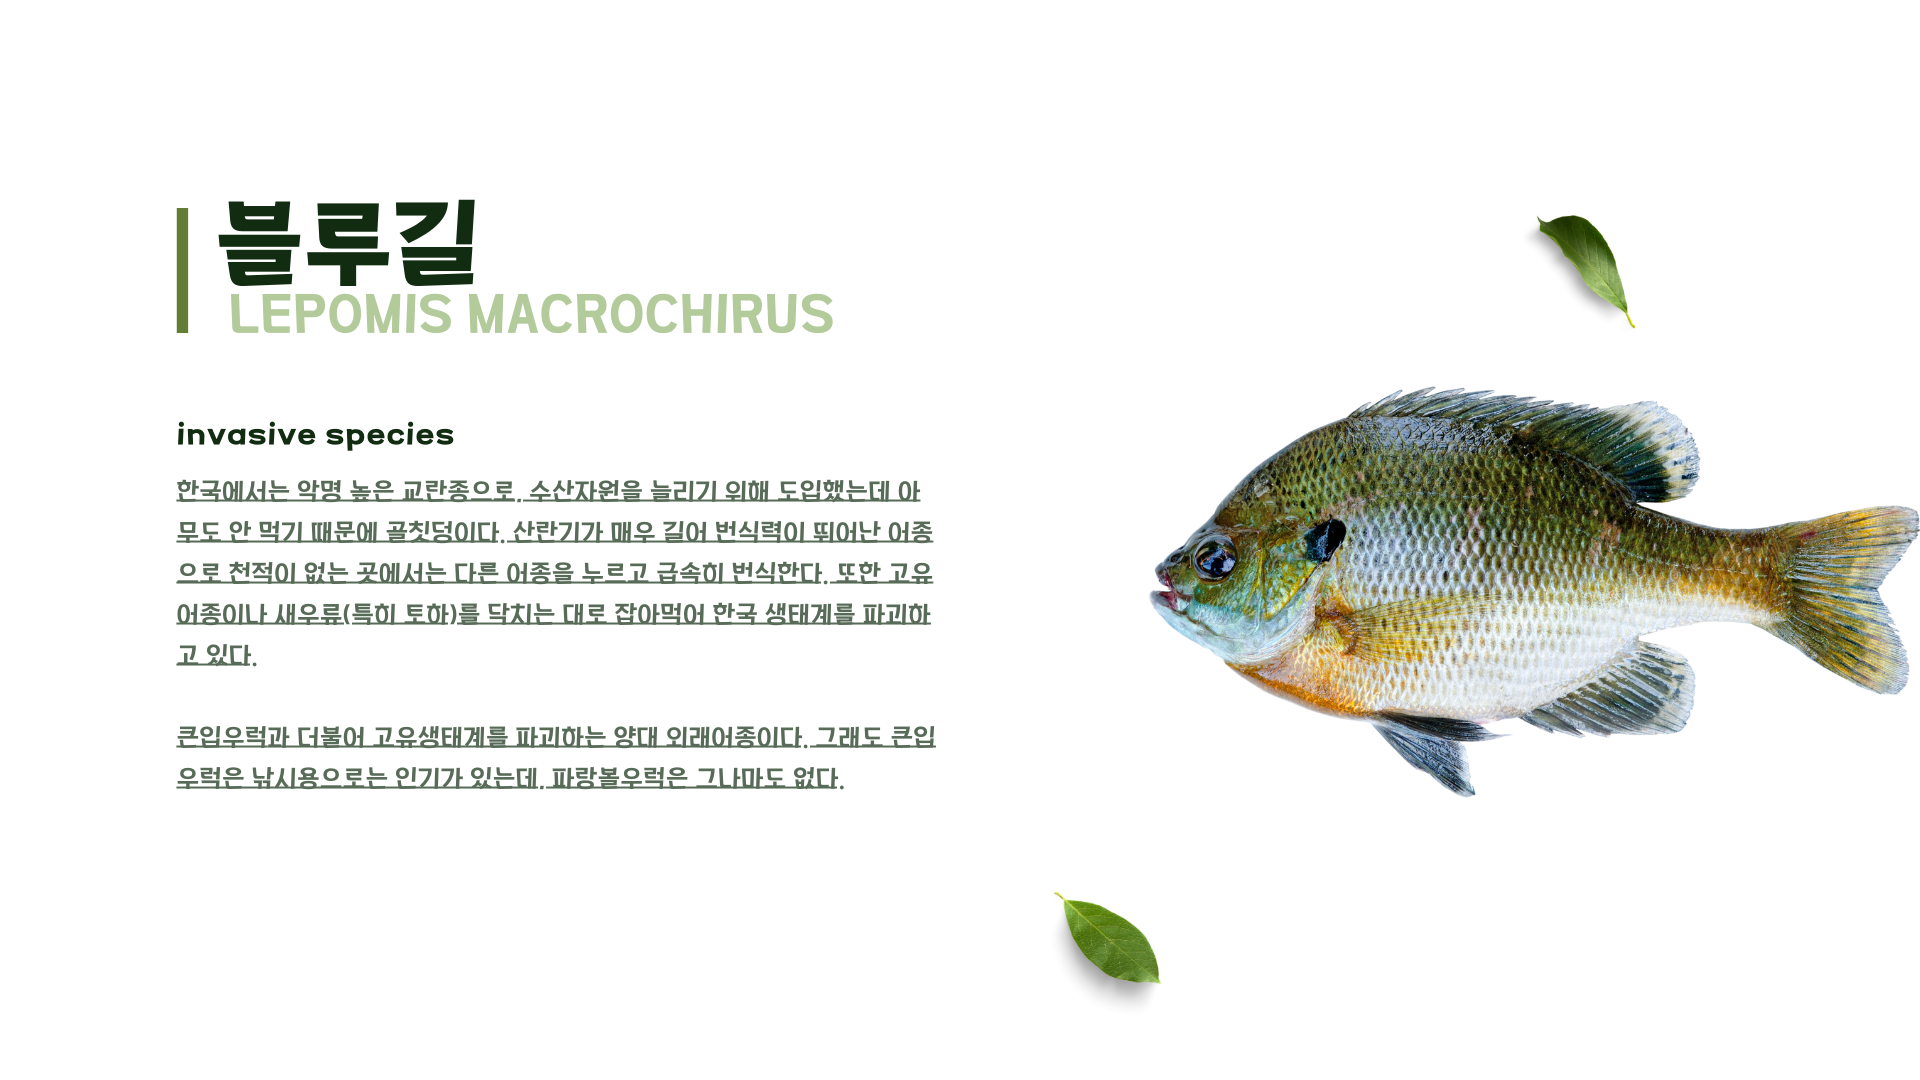 블루길
LEPOMIS MACROCHIRUS
invasive species
한국에서는 악명 높은 교란종으로, 수산자원을 늘리기 위해 도입했는데 아
무도 안 먹기 때문에 골칫덩이다. 산란기가 매우 길어 번식력이 뛰어난 어종
으로 천적이 없는 곳에서는 다른 어종을 누르고 급속히 번식한다. 또한 고유
어종이나 새우류(특히 토하)를 닥치는 대로 잡아먹어 한국 생태계를 파괴하
고 있다.
큰입우럭과 더불어 고유생태계를 파괴하는 양대 외래어종이다. 그래도 큰입
우럭은 낚시용으로는 인기가 있는데, 파랑볼우럭은 그나마도 없다.